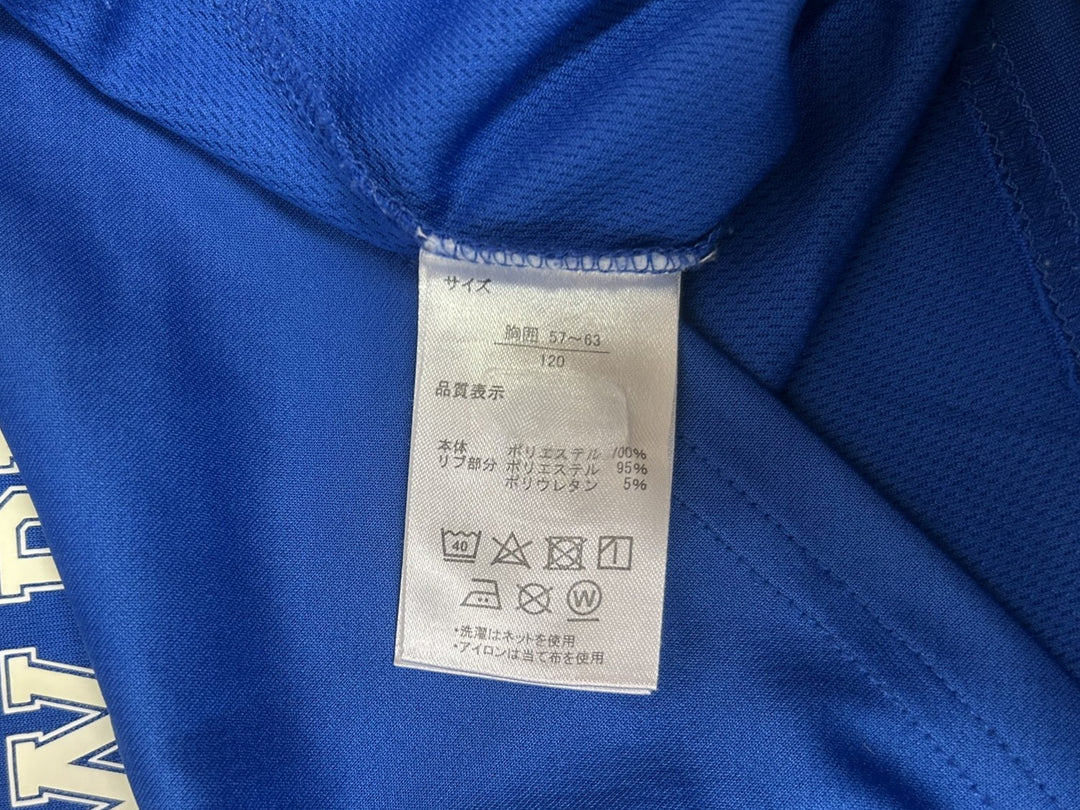 サイズ
胸囲 57～63
120
品質表示
本体 ポリエステル 100%
リブ部分 ポリエステル 95%
ポリウレタン 5%
40
W
・洗濯はネットを使用
・アイロンは当て布を使用
W